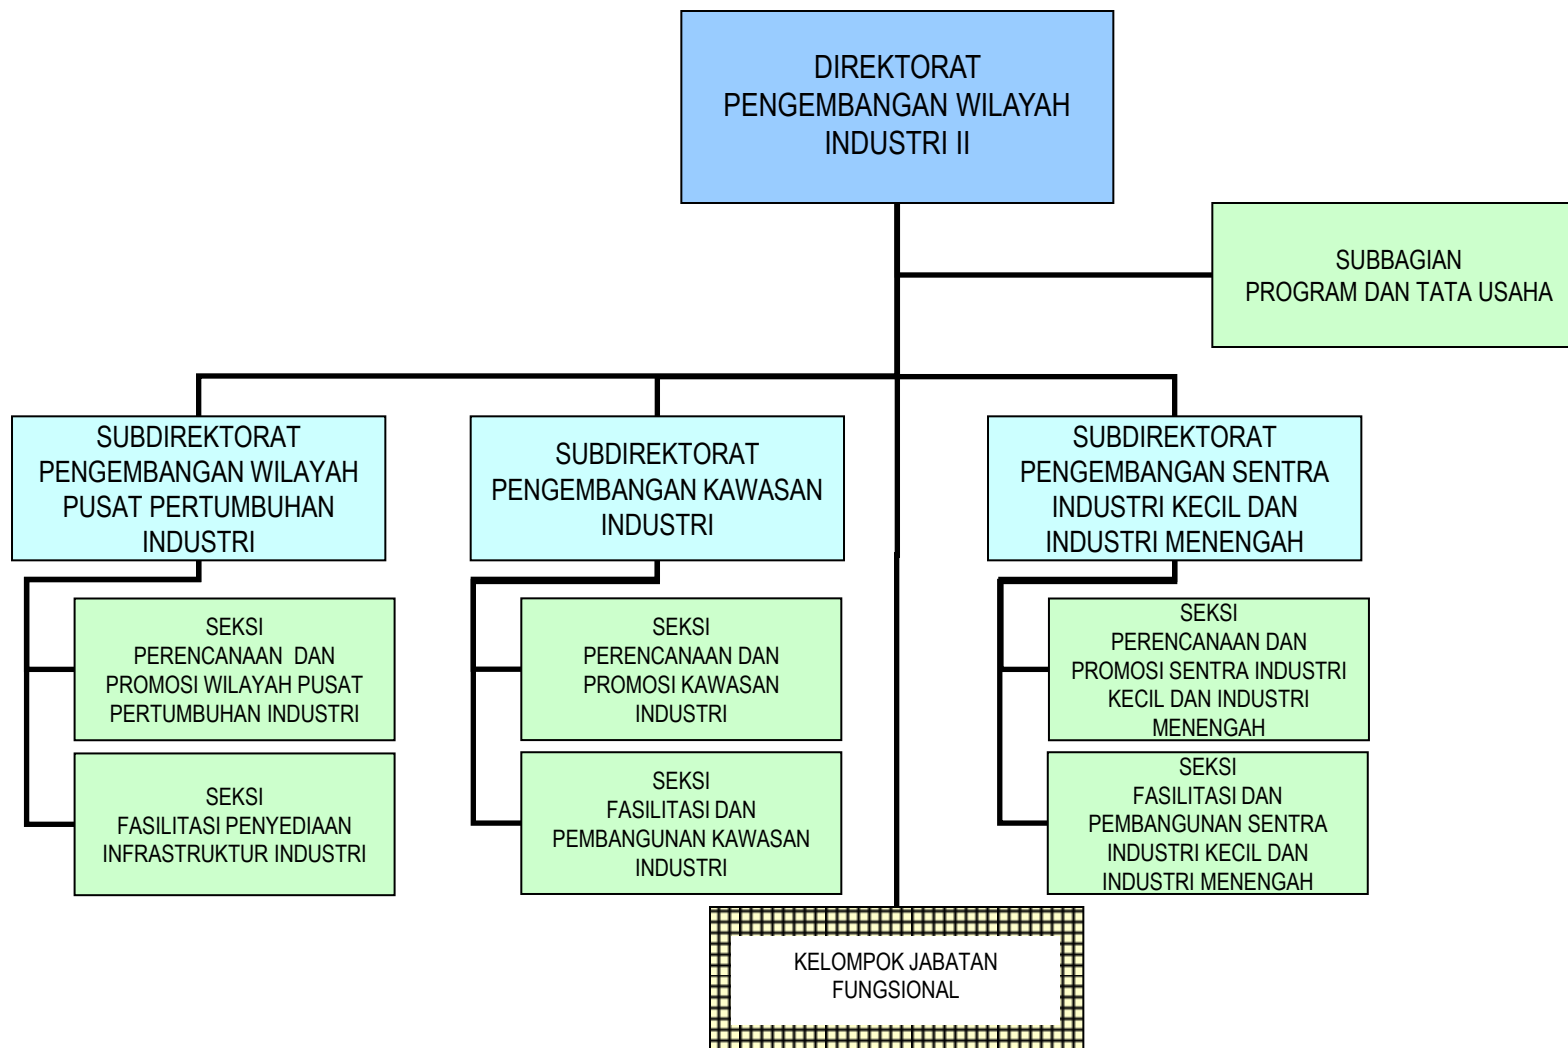 DIREKTORAT
PENGEMBANGAN WILAYAH
INDUSTRI II
SUBBAGIAN
PROGRAM DAN TATA USAHA
SUBDIREKTORAT
PENGEMBANGAN WILAYAH
PUSAT PERTUMBUHAN
INDUSTRI
SUBDIREKTORAT
PENGEMBANGAN KAWASAN
INDUSTRI
SUBDIREKTORAT
PENGEMBANGAN SENTRA
INDUSTRI KECIL DAN
INDUSTRI MENENGAH
SEKSI
PERENCANAAN DAN
PROMOSI WILAYAH PUSAT
PERTUMBUHAN INDUSTRI
SEKSI
PERENCANAAN DAN
PROMOSI KAWASAN
INDUSTRI
SEKSI
PERENCANAAN DAN
PROMOSI SENTRA INDUSTRI
KECIL DAN INDUSTRI
MENENGAH
SEKSI
FASILITASI PENYEDIAAN
INFRASTRUKTUR INDUSTRI
SEKSI
FASILITASI DAN
PEMBANGUNAN KAWASAN
INDUSTRI
SEKSI
FASILITASI DAN
PEMBANGUNAN SENTRA
INDUSTRI KECIL DAN
INDUSTRI MENENGAH
KELOMPOK JABATAN
FUNGSIONAL